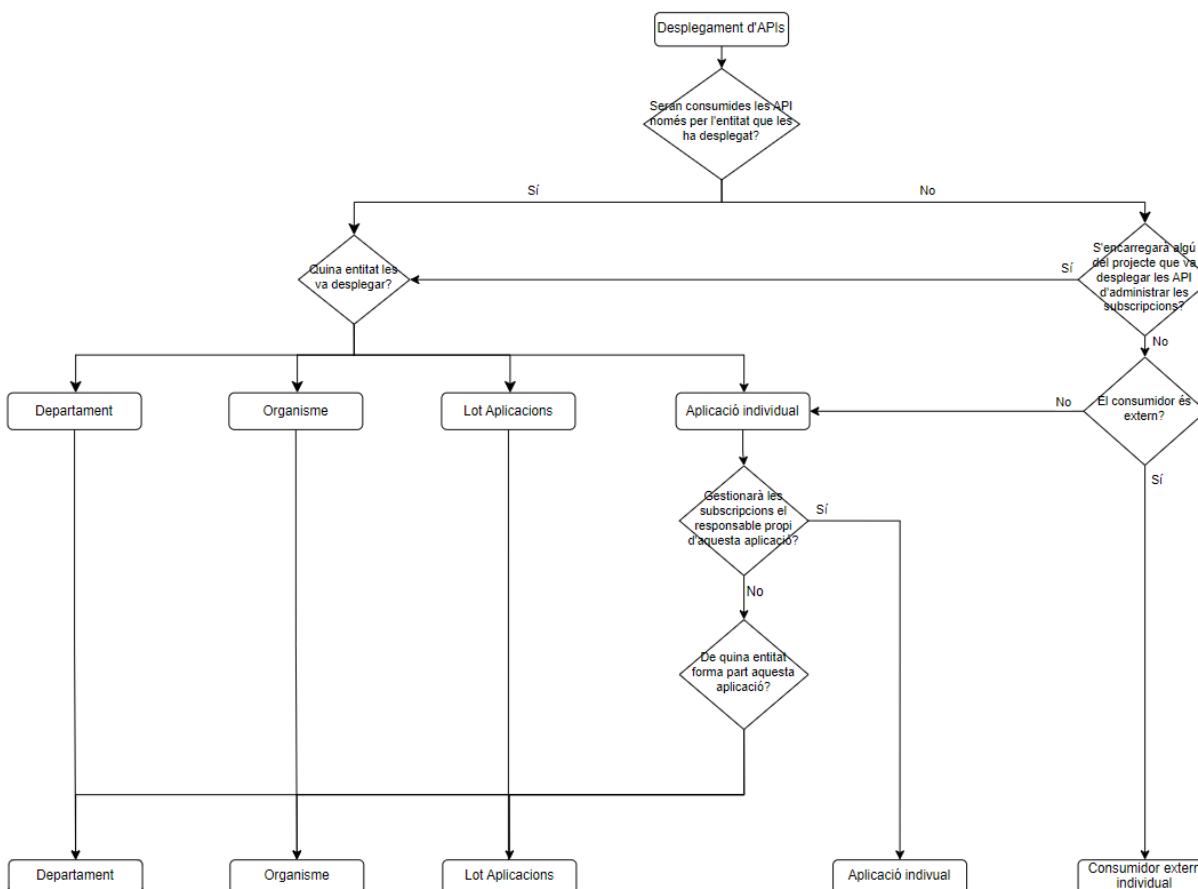 Desplegament d'APIs
Seran consumides les API
només per l'entitat que les
ha desplegat?
Sí
No
Quina entitat les
va desplegar?
Sí
S'encarregarà algú
del projecte que va
desplegar les API
d'administrar les
subscripcions?
No
Departament
Organisme
Lot Aplicacions
Aplicació individual
No
El consumidor és
extern?
Sí
Gestionarà les
subscripcions el
responsable propi
d'aquesta aplicació?
Sí
No
De quina entitat
forma part aquesta
aplicació?
Departament
Organisme
Lot Aplicacions
Aplicació indivual
Consumidor extern
individual